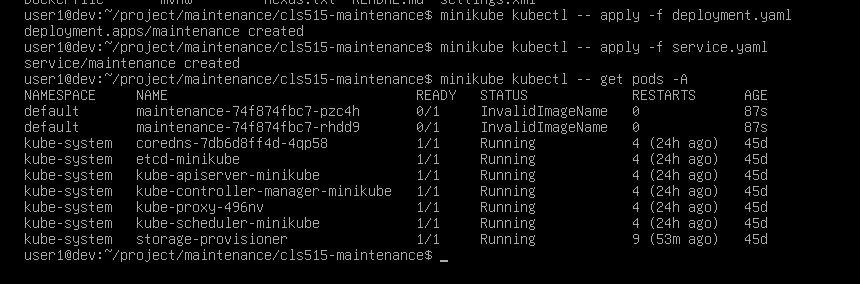 user1@dev:~/project/maintenance/cls515-maintenance$ minikube kubectl -- apply -f deployment.yaml
deployment.apps/maintenance created
user1@dev:~/project/maintenance/cls515-maintenance$ minikube kubectl -- apply -f service.yaml
service/maintenance created
user1@dev:~/project/maintenance/cls515-maintenance$ minikube kubectl -- get pods -A
NAMESPACE     NAME                               READY   STATUS             RESTARTS      AGE
default       maintenance-74f874fbc7-pzc4h       0/1     InvalidImageName   0             87s
default       maintenance-74f874fbc7-rhdd9       0/1     InvalidImageName   0             87s
kube-system   coredns-7db6d8ff4d-4qp58           1/1     Running            4 (24h ago)   45d
kube-system   etcd-minikube                      1/1     Running            4 (24h ago)   45d
kube-system   kube-apiserver-minikube            1/1     Running            4 (24h ago)   45d
kube-system   kube-controller-manager-minikube   1/1     Running            4 (24h ago)   45d
kube-system   kube-proxy-496nv                   1/1     Running            4 (24h ago)   45d
kube-system   kube-scheduler-minikube            1/1     Running            4 (24h ago)   45d
kube-system   storage-provisioner                1/1     Running            9 (53m ago)   45d
user1@dev:~/project/maintenance/cls515-maintenance$ _